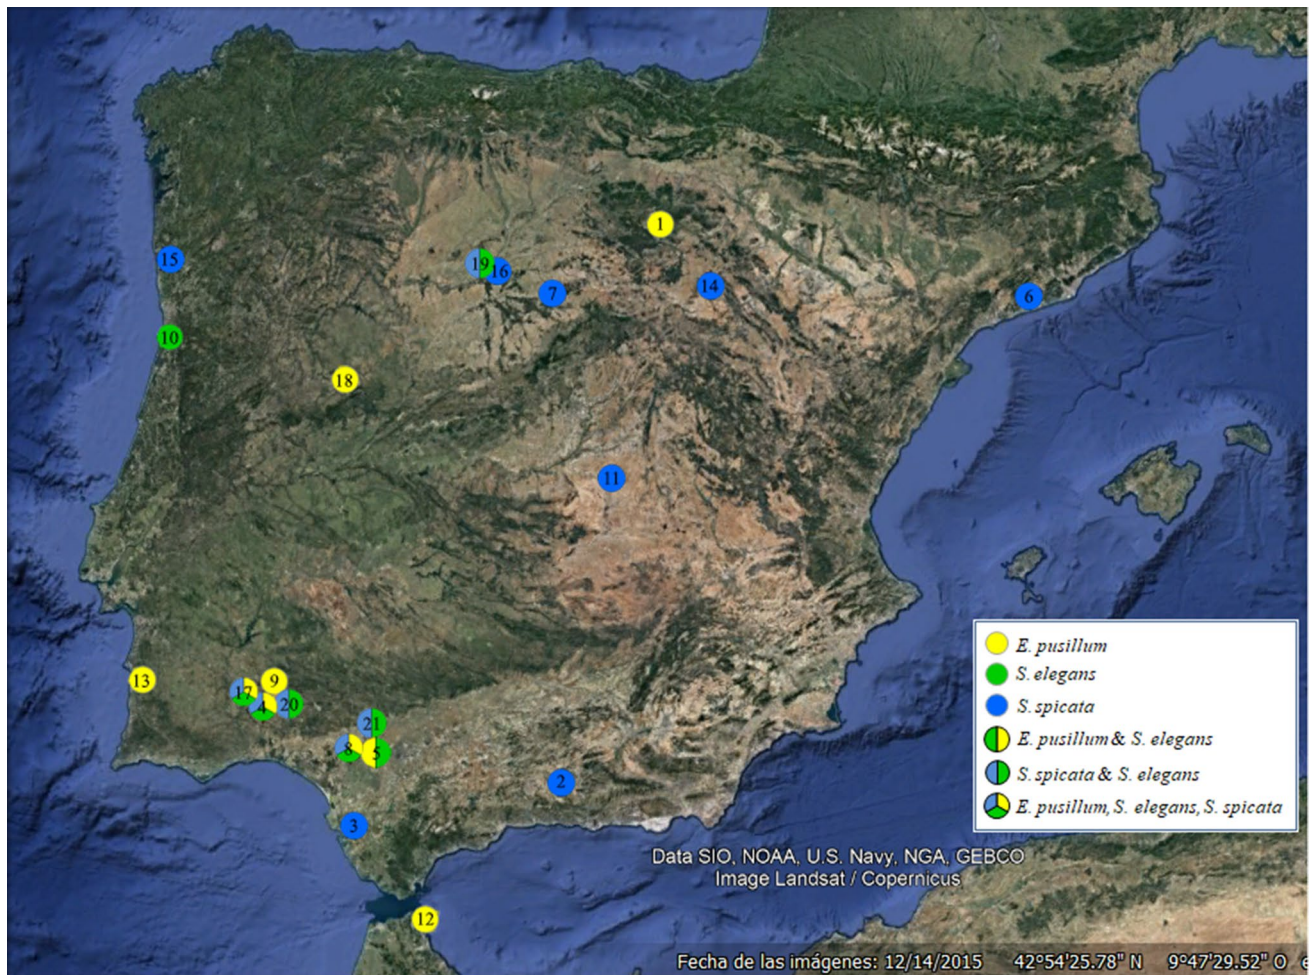 1
15
19
16
7
14
6
10
18
11
13
9
17
4
20
21
8
5
2
3
12
E. pusillum
S. elegans
S. spicata
E. pusillum & S. elegans
S. spicata & S. elegans
E. pusillum, S. elegans, S. spicata
Data SIO, NOAA, U.S. Navy, NGA, GEBCO
Image Landsat / Copernicus
Fecha de las imágenes: 12/14/2015 42°54'25.78" N 9°47'29.52" O